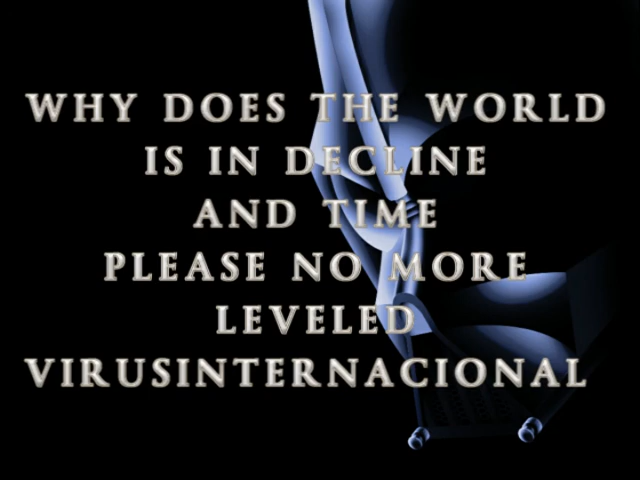 WHY DOES THE WORLD
IS IN DECLINE
AND TIME
PLEASE NO MORE
LEVELED
VIRUSINTERNACIONAL